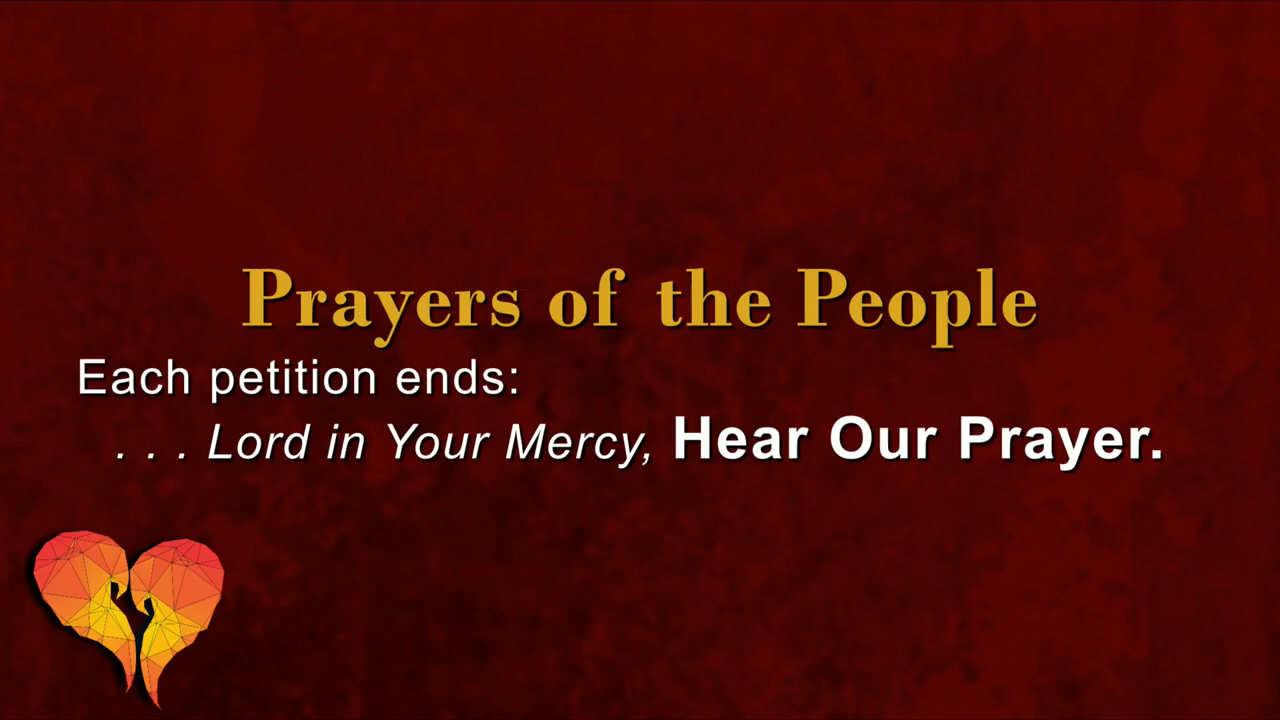 Prayers of the People
Each petition ends:
. . . Lord in Your Mercy, Hear Our Prayer.